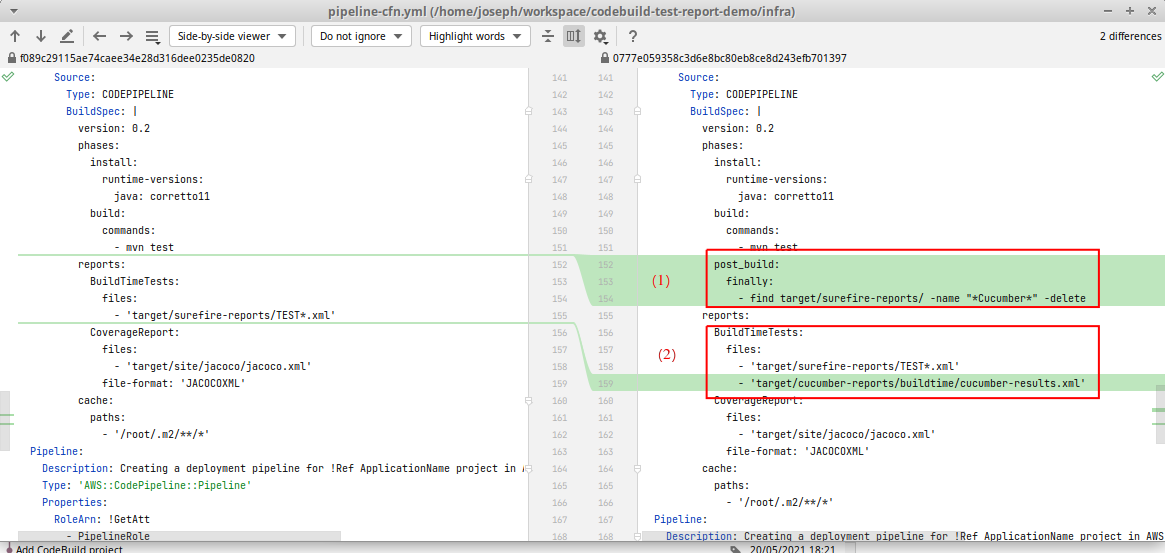 pipeline-cfn.yml (/home/joseph/workspace/codebuild-test-report-demo/infra)
Side-by-side viewer
Do not ignore
Highlight words
?
2 differences
f089c29115ae74caee34e28d316dee0235de0820
0777e059358c3d6e8bc80eb8ce8d243efb701397
Source: 141
Type: CODEPIPELINE 142
BuildSpec: | 143
version: 0.2 144
phases: 145
install: 146
runtime-versions: 147
java: corretto11 148
build: 149
commands: 150
- mvn test 151
reports: 152
BuildTimeTests: 153
files: 154
- 'target/surefire-reports/TEST*.xml' 155
CoverageReport: 156
files: 157
- 'target/site/jacoco/jacoco.xml' 158
file-format: 'JACOCOXML' 159
cache: 160
paths: 161
- '/root/.m2/**/*' 162
Pipeline: 163
Description: Creating a deployment pipeline for !Ref ApplicationName project in 164
Type: 'AWS::CodePipeline::Pipeline' 165
Properties: 166
RoleArn: !GetAtt 167
- PipelineRole 168
141 Source:
142 Type: CODEPIPELINE
143 BuildSpec: |
144 version: 0.2
145 phases:
146 install:
147 runtime-versions:
148 java: corretto11
149 build:
150 commands:
151 - mvn test
152 post_build:
(1)
153 finally:
154 - find target/surefire-reports/ -name "*Cucumber*" -delete
155 reports:
156 BuildTimeTests:
(2)
157 files:
158 - 'target/surefire-reports/TEST*.xml'
159 - 'target/cucumber-reports/buildtime/cucumber-results.xml'
160 CoverageReport:
161 files:
162 - 'target/site/jacoco/jacoco.xml'
163 file-format: 'JACOCOXML'
164 cache:
165 paths:
166 - '/root/.m2/**/*'
167 Pipeline:
168 Description: Creating a deployment pipeline for !Ref ApplicationName project in AWS
Add CodeBuild project
20/05/2021 18:21